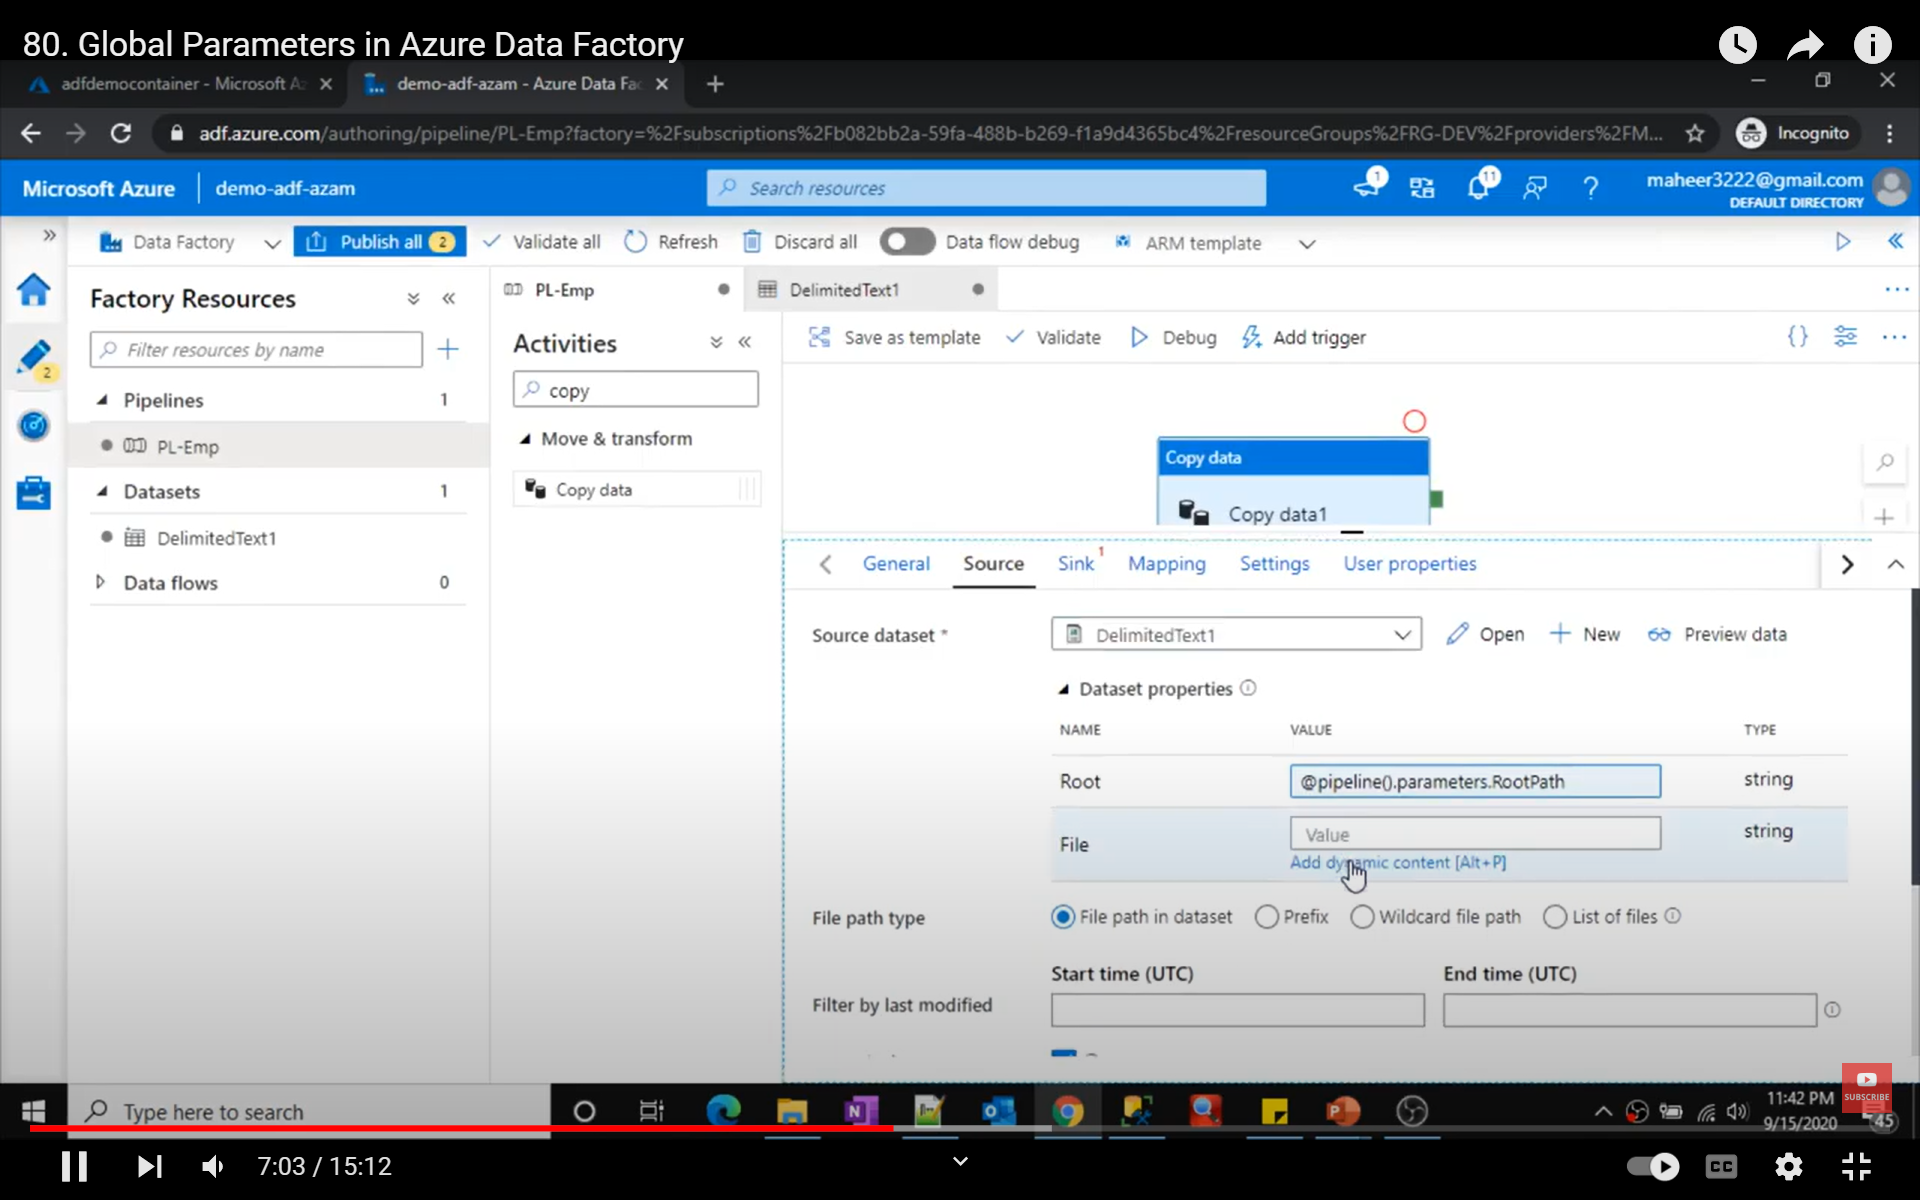 80. Global Parameters in Azure Data Factory
adfdemocontainer - Microsoft Az
demo-adf-azam - Azure Data Fac
adf.azure.com/authoring/pipeline/PL-Emp?factory=%2Fsubscriptions%2Fb082bb2a-59fa-488b-b269-f1a9d4365bc4%2FresourceGroups%2FRG-DEV%2Fproviders%2FM...
Incognito
Microsoft Azure
demo-adf-azam
Search resources
1
11
maheer3222@gmail.com
DEFAULT DIRECTORY
Data Factory
Publish all 2
Validate all
Refresh
Discard all
Data flow debug
ARM template
Factory Resources
Filter resources by name
2
Pipelines 1
PL-Emp
Datasets 1
DelimitedText1
Data flows 0
PL-Emp
DelimitedText1
Activities
copy
Move & transform
Copy data
Save as template
Validate
Debug
Add trigger
{}
Copy data
Copy data1
General
Source
Sink 1
Mapping
Settings
User properties
Source dataset *
DelimitedText1
Open
New
Preview data
Dataset properties
NAME VALUE TYPE
Root @pipeline().parameters.RootPath string
File Value string
Add dynamic content [Alt+P]
File path type
File path in dataset
Prefix
Wildcard file path
List of files
Start time (UTC)
End time (UTC)
Filter by last modified
Type here to search
11:42 PM
9/15/2020
45
SUBSCRIBE
7:03 / 15:12
CC